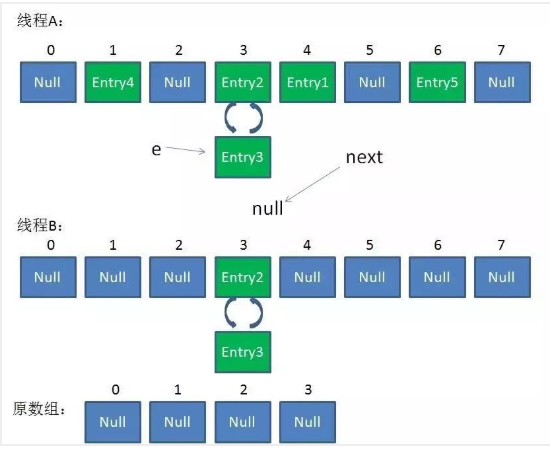 线程A：
0 1 2 3 4 5 6 7
Null Entry4 Null Entry2 Entry1 Null Entry5 Null
e Entry3 next
null
线程B：
0 1 2 3 4 5 6 7
Null Null Null Entry2 Null Null Null Null
Entry3
0 1 2 3
原数组： Null Null Null Null